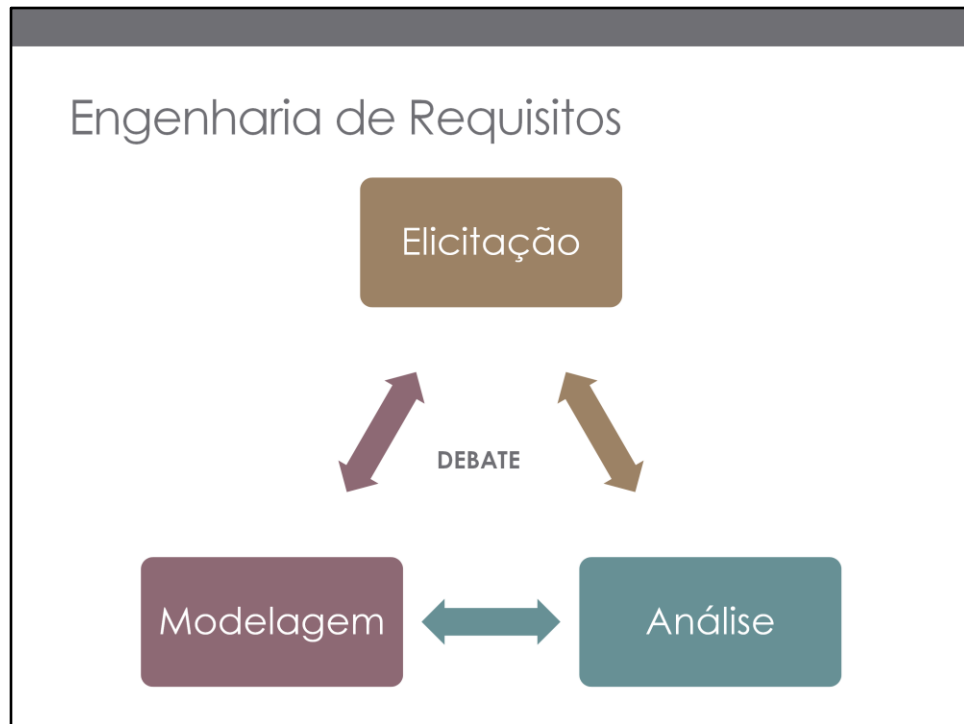 Engenharia de Requisitos
Elicitação
DEBATE
Modelagem
Análise